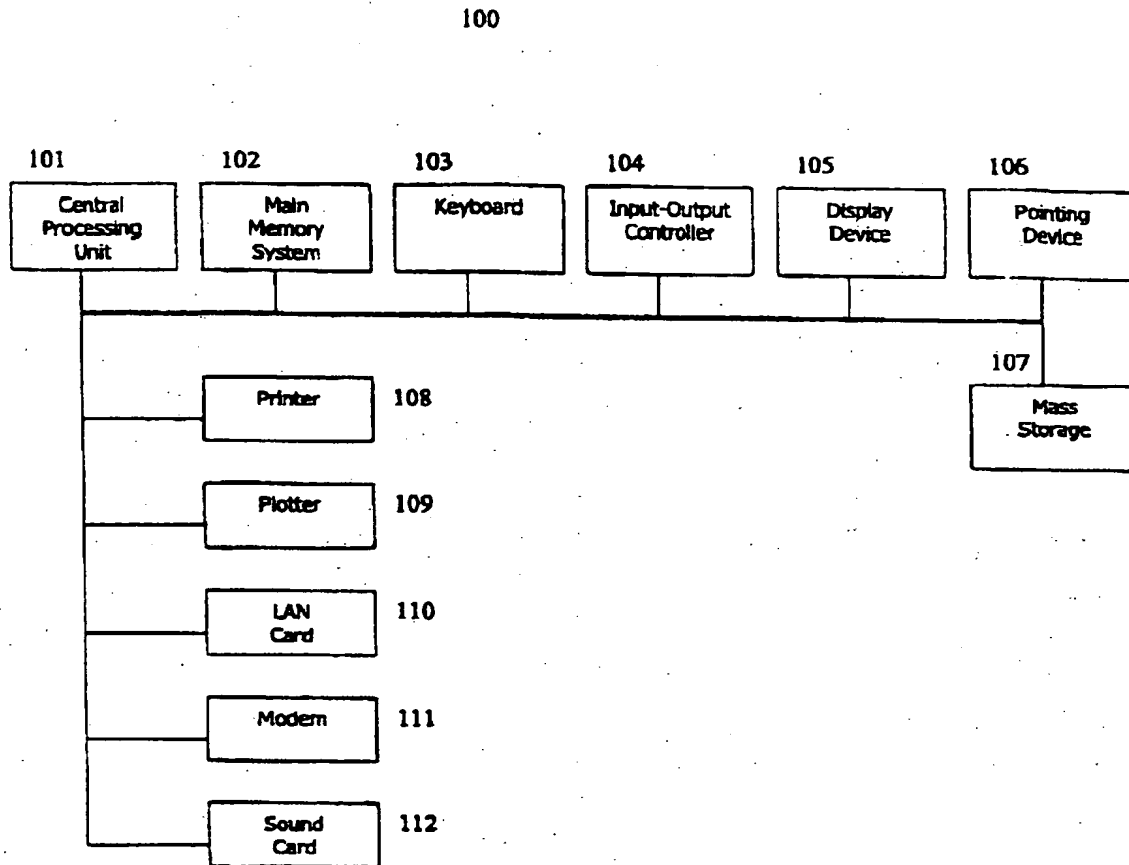 100
101 102 103 104 105 106
Central
Processing
Unit
Main
Memory
System
Keyboard
Input-Output
Controller
Display
Device
Pointing
Device
107
Mass
Storage
Printer 108
Plotter 109
LAN
Card
110
Modem 111
Sound
Card
112